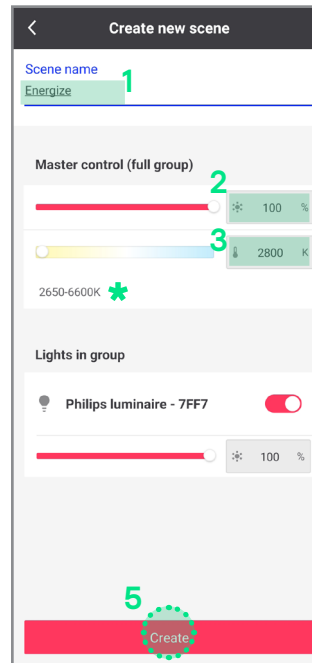 Create new scene
Scene name
1
Energize
Master control (full group)
2
100 %
3
2800 K
2650-6600K *
Lights in group
Philips luminaire - 7FF7
100 %
5
Create